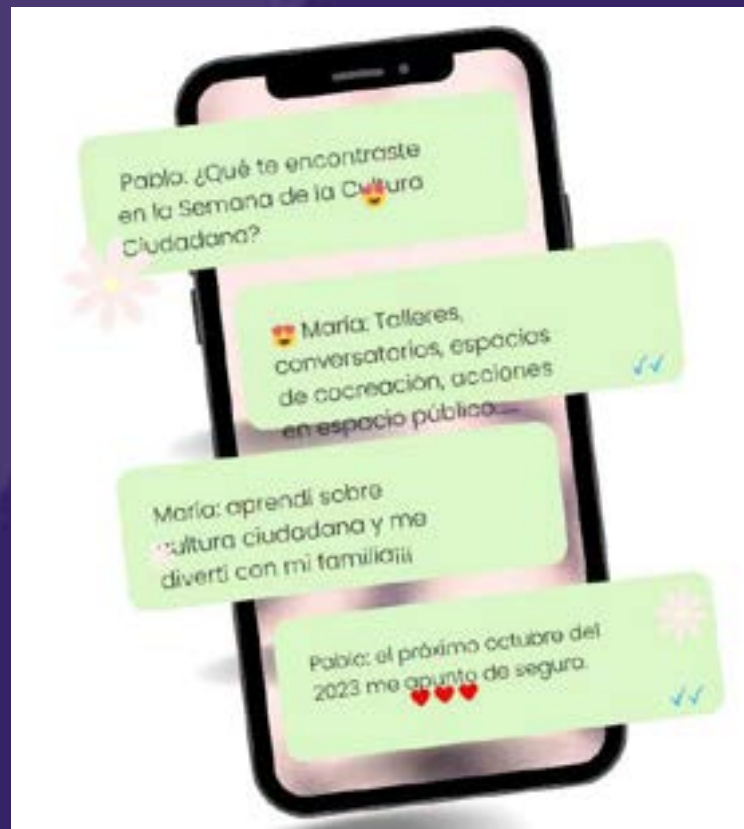 Pablo: ¿Qué te encontraste
en la Semana de la Cultura
Ciudadana?
😍 María: Talleres,
conversatorios, espacios
de cocreación, acciones
en espacio público....
María: aprendí sobre
cultura ciudadana y me
divertí con mi familia¡¡¡
Pablo: el próximo octubre del
2023 me apunto de segura.